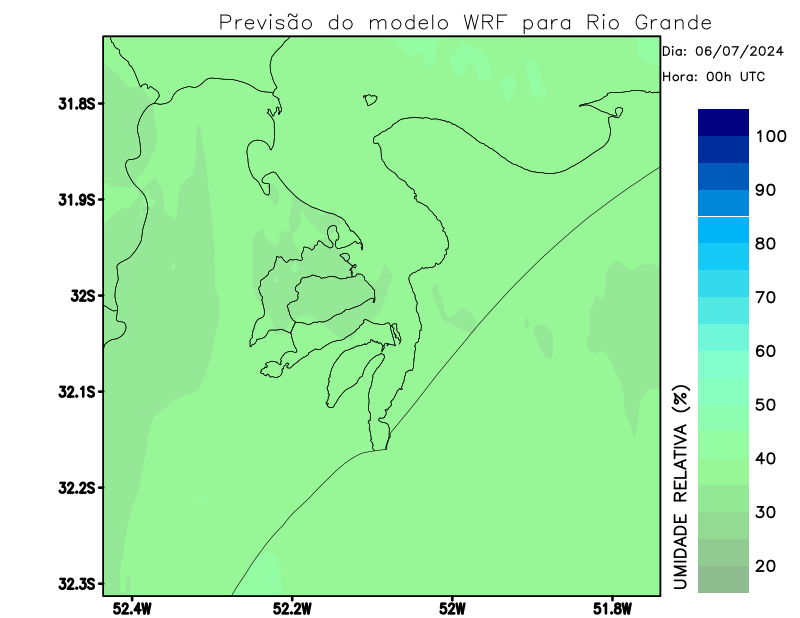 Previsão do modelo WRF para Rio Grande
Dia: 06/07/2024
Hora: 00h UTC
31.8S
31.9S
32S
32.1S
32.2S
32.3S
52.4W
52.2W
52W
51.8W
100
90
80
70
60
50
40
30
20
UMIDADE RELATIVA (%)